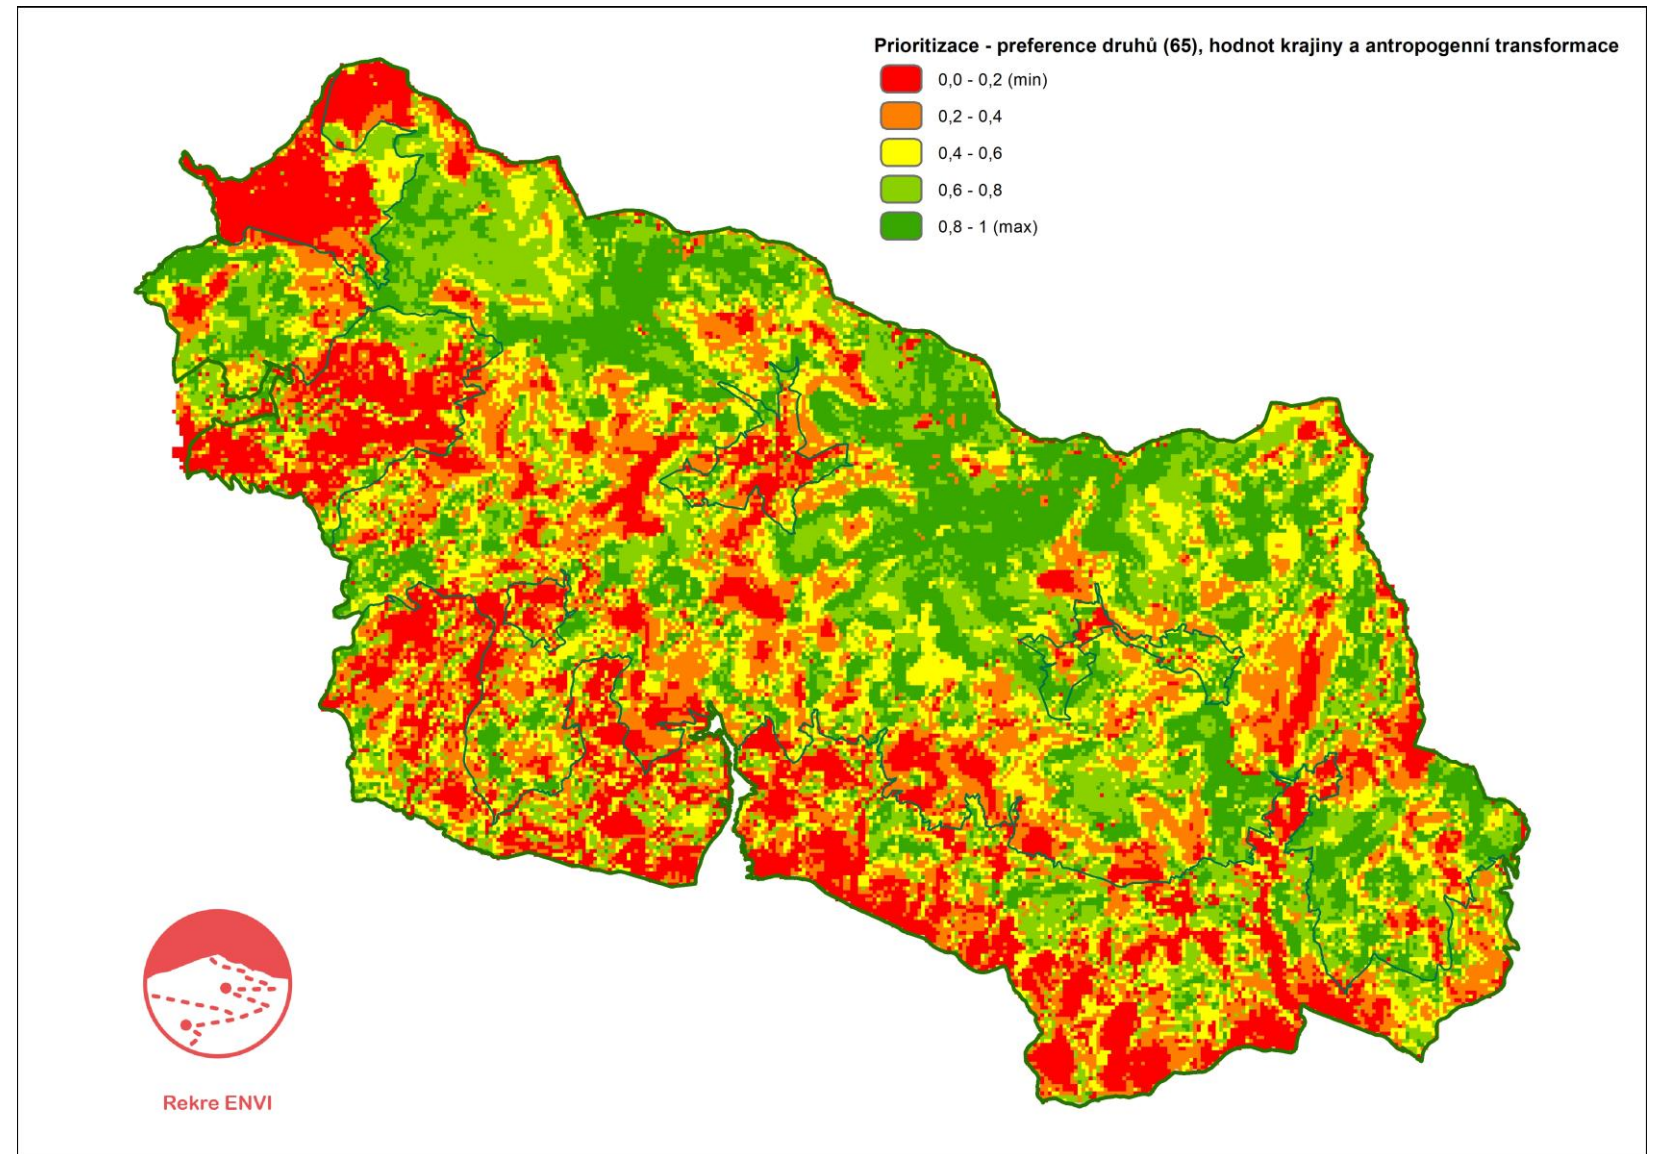 Prioritizace - preference druhů (65), hodnot krajiny a antropogenní transformace
0,0 - 0,2 (min)
0,2 - 0,4
0,4 - 0,6
0,6 - 0,8
0,8 - 1 (max)
Rekre ENVI